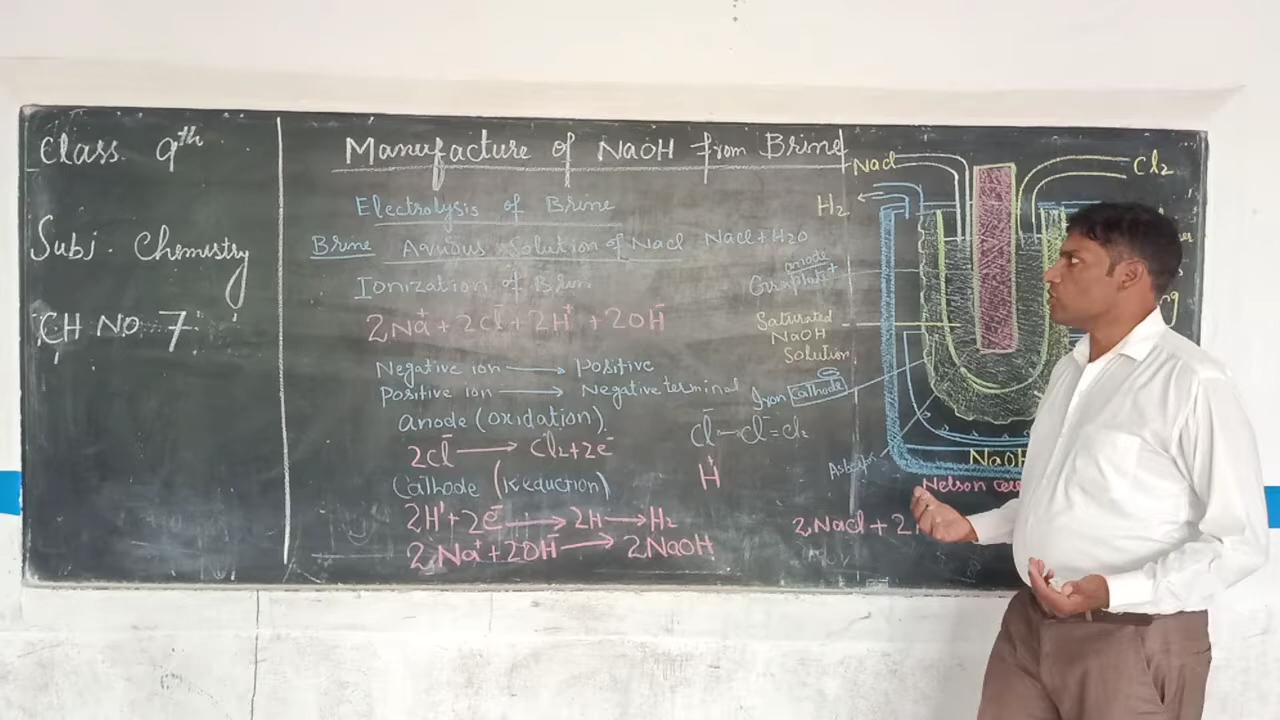 Class 9th
Subj. Chemistry
CH NO 7
Manufacture of NaOH from Brine
Electrolysis of Brine
Brine Aquous Solution of Nacl Nacl+H2O
Ionization of Brin
2Na⁺+2Cl⁻+2H⁺+2OH⁻
Negative ion → Positive
Positive ion → Negative terminal
anode (oxidation)
2cl⁻ → Cl₂+2e⁻
Cathode (Reduction)
2H⁺+2e⁻ → 2H → H₂
2Na⁺+2OH⁻ → 2NaOH
Cl⁻—Cl⁻=Cl₂
H⁺
Nacl
Cl₂
H₂
anode
Saturated
NaOH
Solution
Iron Cathode
NaOH
Nelson
2Nacl + 2